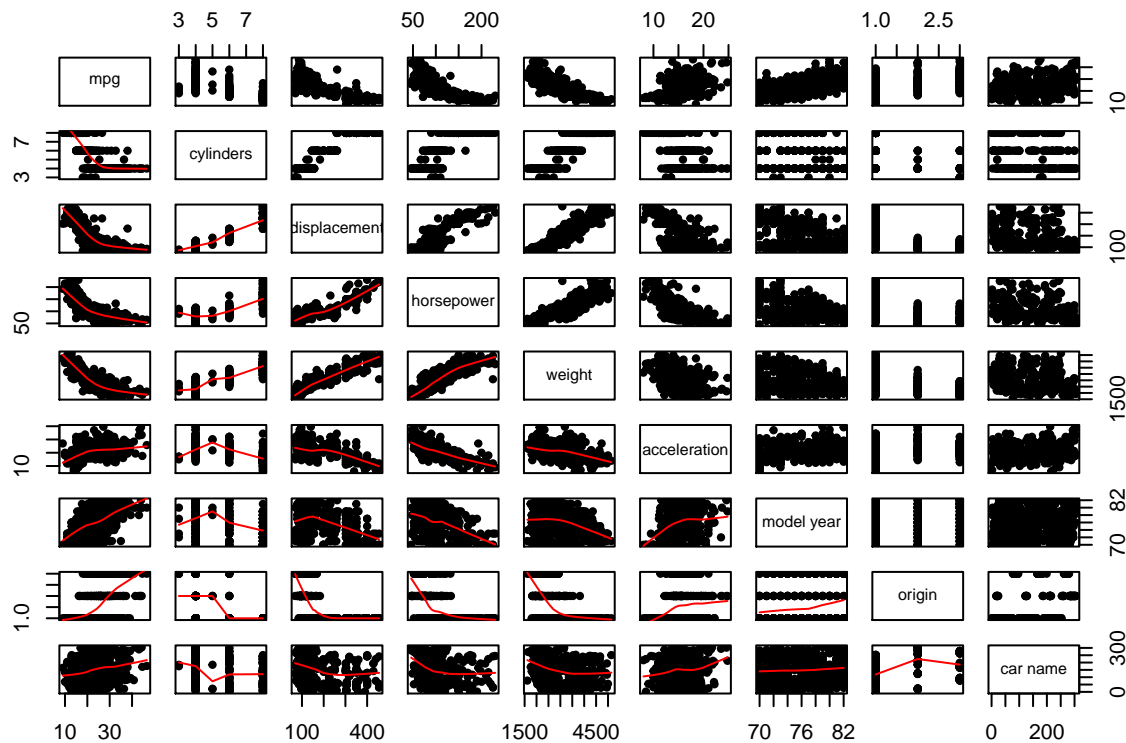 3 5 7 50 200 10 20 1.0 2.5
mpg 10
3 7 cylinders
displacement 100
50 horsepower
weight 1500
10 acceleration
model year 70 82
1.0 origin
car name 0 300
10 30 100 400 1500 4500 70 76 82 0 200